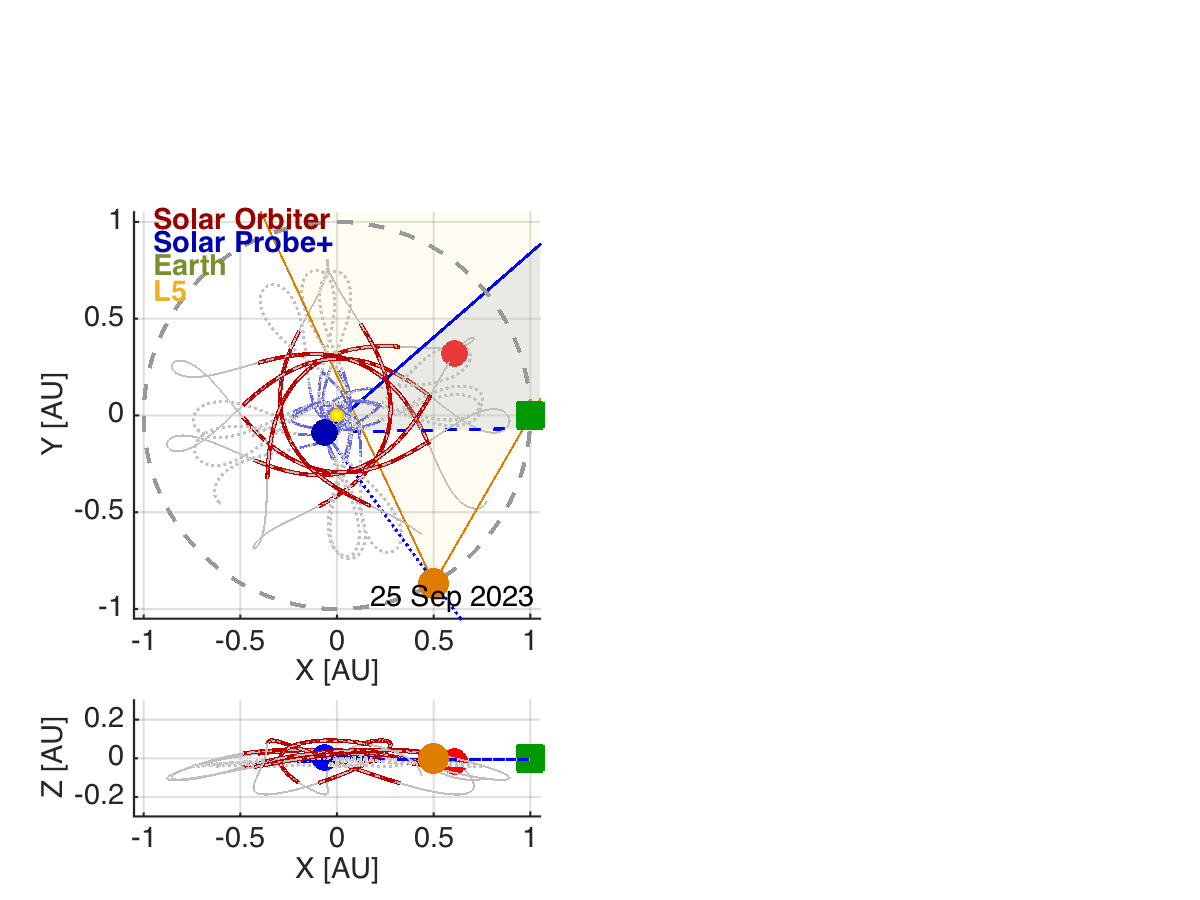 Solar Orbiter
Solar Probe+
Earth
L5
1
0.5
0
-0.5
-1
Y [AU]
25 Sep 2023
-1 -0.5 0 0.5 1
X [AU]
0.2
0
-0.2
Z [AU]
-1 -0.5 0 0.5 1
X [AU]